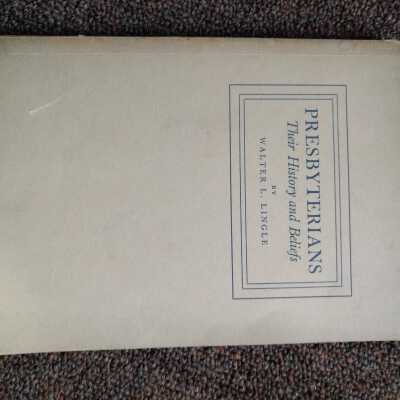 PRESBYTERIANS
Their History and Beliefs
BY
WALTER L. LINGLE